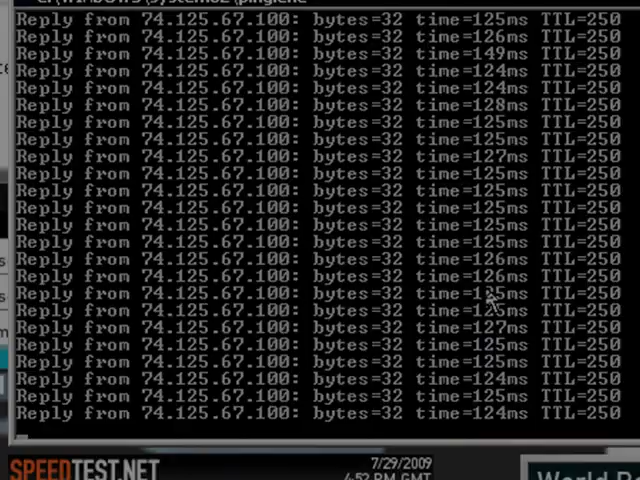 Reply from 74.125.67.100: bytes=32 time=125ms TTL=250
Reply from 74.125.67.100: bytes=32 time=126ms TTL=250
Reply from 74.125.67.100: bytes=32 time=149ms TTL=250
Reply from 74.125.67.100: bytes=32 time=124ms TTL=250
Reply from 74.125.67.100: bytes=32 time=124ms TTL=250
Reply from 74.125.67.100: bytes=32 time=128ms TTL=250
Reply from 74.125.67.100: bytes=32 time=125ms TTL=250
Reply from 74.125.67.100: bytes=32 time=125ms TTL=250
Reply from 74.125.67.100: bytes=32 time=127ms TTL=250
Reply from 74.125.67.100: bytes=32 time=125ms TTL=250
Reply from 74.125.67.100: bytes=32 time=125ms TTL=250
Reply from 74.125.67.100: bytes=32 time=125ms TTL=250
Reply from 74.125.67.100: bytes=32 time=125ms TTL=250
Reply from 74.125.67.100: bytes=32 time=125ms TTL=250
Reply from 74.125.67.100: bytes=32 time=126ms TTL=250
Reply from 74.125.67.100: bytes=32 time=126ms TTL=250
Reply from 74.125.67.100: bytes=32 time=125ms TTL=250
Reply from 74.125.67.100: bytes=32 time=125ms TTL=250
Reply from 74.125.67.100: bytes=32 time=127ms TTL=250
Reply from 74.125.67.100: bytes=32 time=125ms TTL=250
Reply from 74.125.67.100: bytes=32 time=125ms TTL=250
Reply from 74.125.67.100: bytes=32 time=124ms TTL=250
Reply from 74.125.67.100: bytes=32 time=125ms TTL=250
Reply from 74.125.67.100: bytes=32 time=124ms TTL=250
SPEEDTEST.NET
7/29/2009
4:52 PM GMT
World